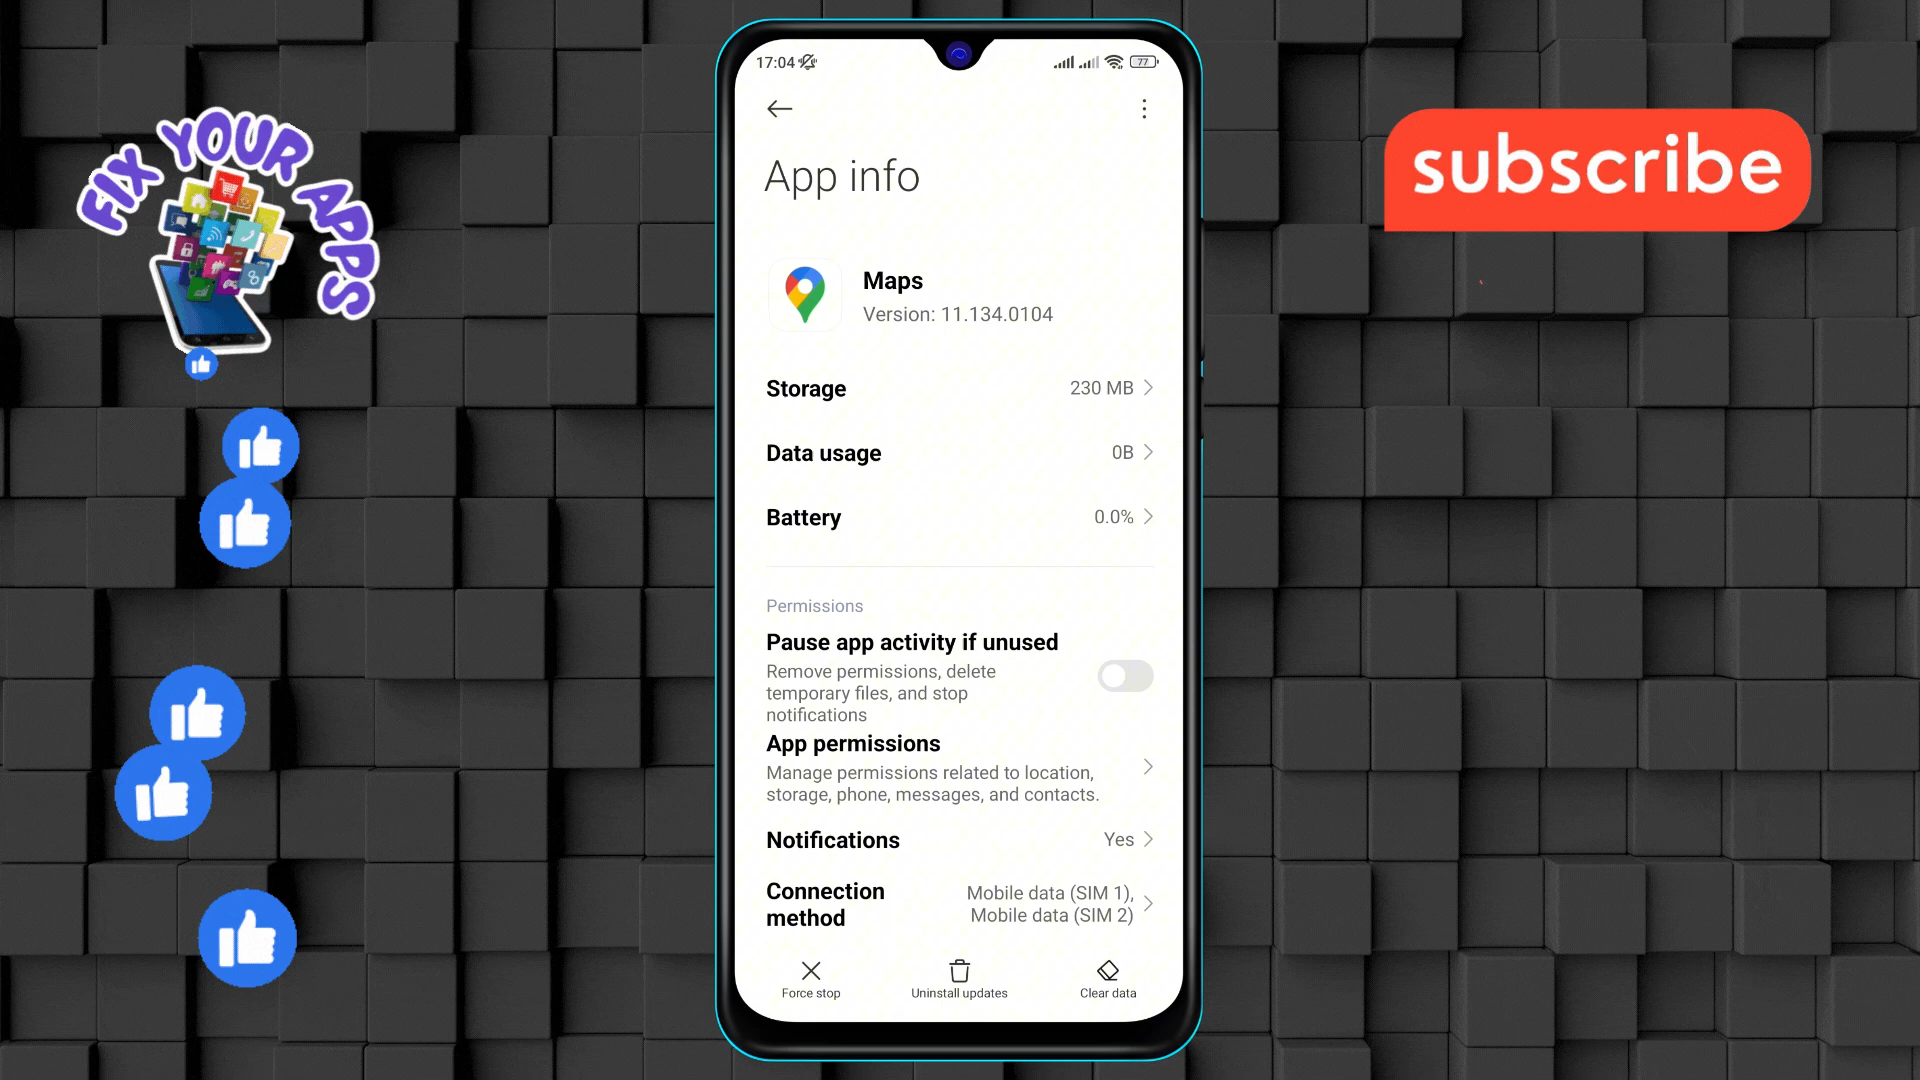 FIX YOUR APPS
17:04
77
App info
Maps
Version: 11.134.0104
Storage
230 MB
Data usage
0B
Battery
0.0%
Permissions
Pause app activity if unused
Remove permissions, delete
temporary files, and stop
notifications
App permissions
Manage permissions related to location,
storage, phone, messages, and contacts.
Notifications
Yes
Connection
method
Mobile data (SIM 1),
Mobile data (SIM 2)
Force stop
Uninstall updates
Clear data
subscribe